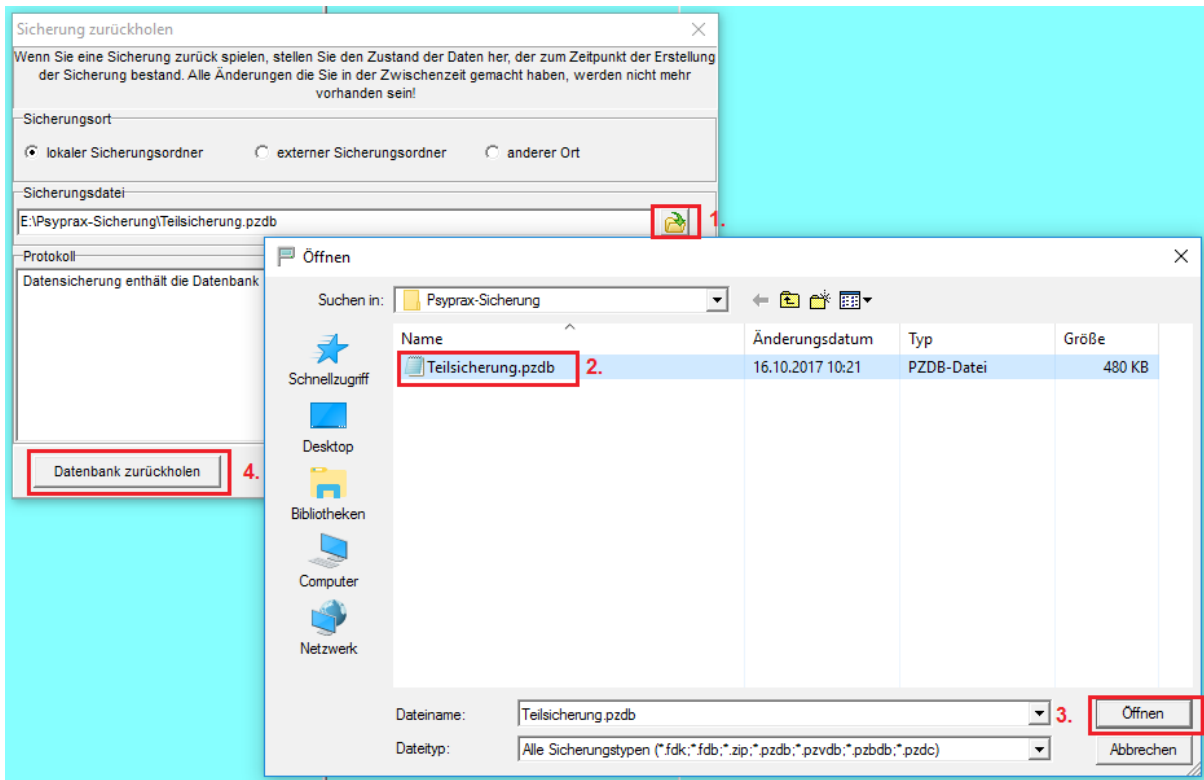 Sicherung zurückholen
Wenn Sie eine Sicherung zurück spielen, stellen Sie den Zustand der Daten her, der zum Zeitpunkt der Erstellung
der Sicherung bestand. Alle Änderungen die Sie in der Zwischenzeit gemacht haben, werden nicht mehr
vorhanden sein!
Sicherungsort
lokaler Sicherungsordner externer Sicherungsordner anderer Ort
Sicherungsdatei
E:\Psyprax-Sicherung\Teilsicherung.pzdb
1.
Protokoll
Datensicherung enthält die Datenbank
Datenbank zurückholen
4.
Öffnen
Suchen in: Psyprax-Sicherung
Name Änderungsdatum Typ Größe
Teilsicherung.pzdb 2. 16.10.2017 10:21 PZDB-Datei 480 KB
Schnellzugriff
Desktop
Bibliotheken
Computer
Netzwerk
Dateiname: Teilsicherung.pzdb 3. Öffnen
Dateityp: Alle Sicherungstypen (*.fdk;*.fdb;*.zip;*.pzdb;*.pzvdb;*.pzbdb;*.pzdc) Abbrechen